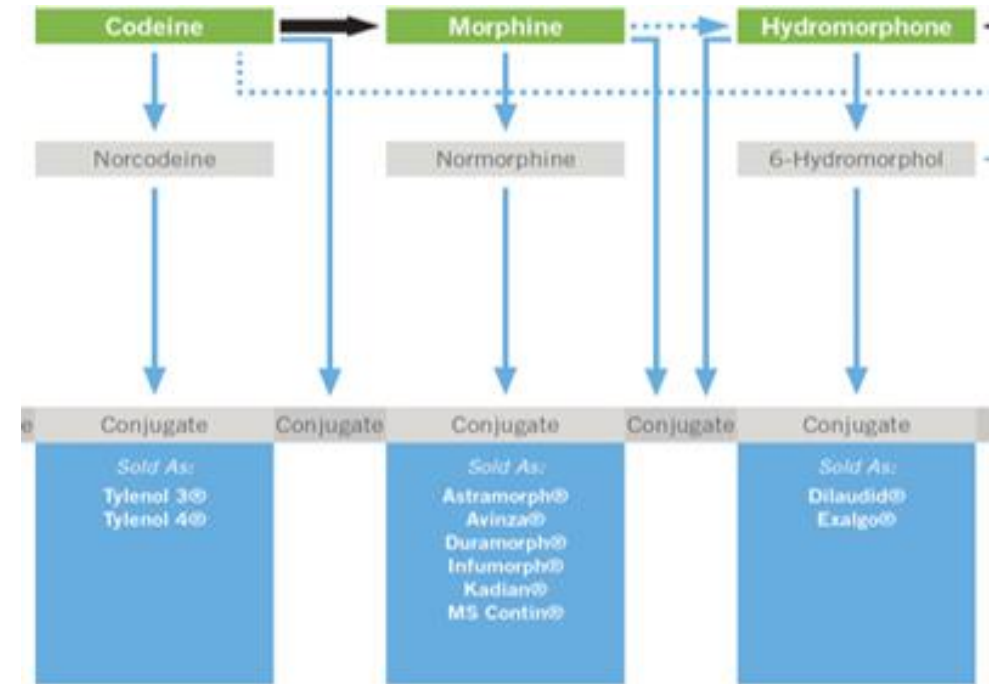 Codeine
Morphine
Hydromorphone
Norcodeine
Normorphine
6-Hydromorphol
e
Conjugate
Conjugate
Conjugate
Conjugate
Conjugate
Sold As:
Tylenol 3®
Tylenol 4®
Sold As:
Astramorph®
Avinza®
Duramorph®
Infumorph®
Kadian®
MS Contin®
Sold As:
Dilaudid®
Exalgo®